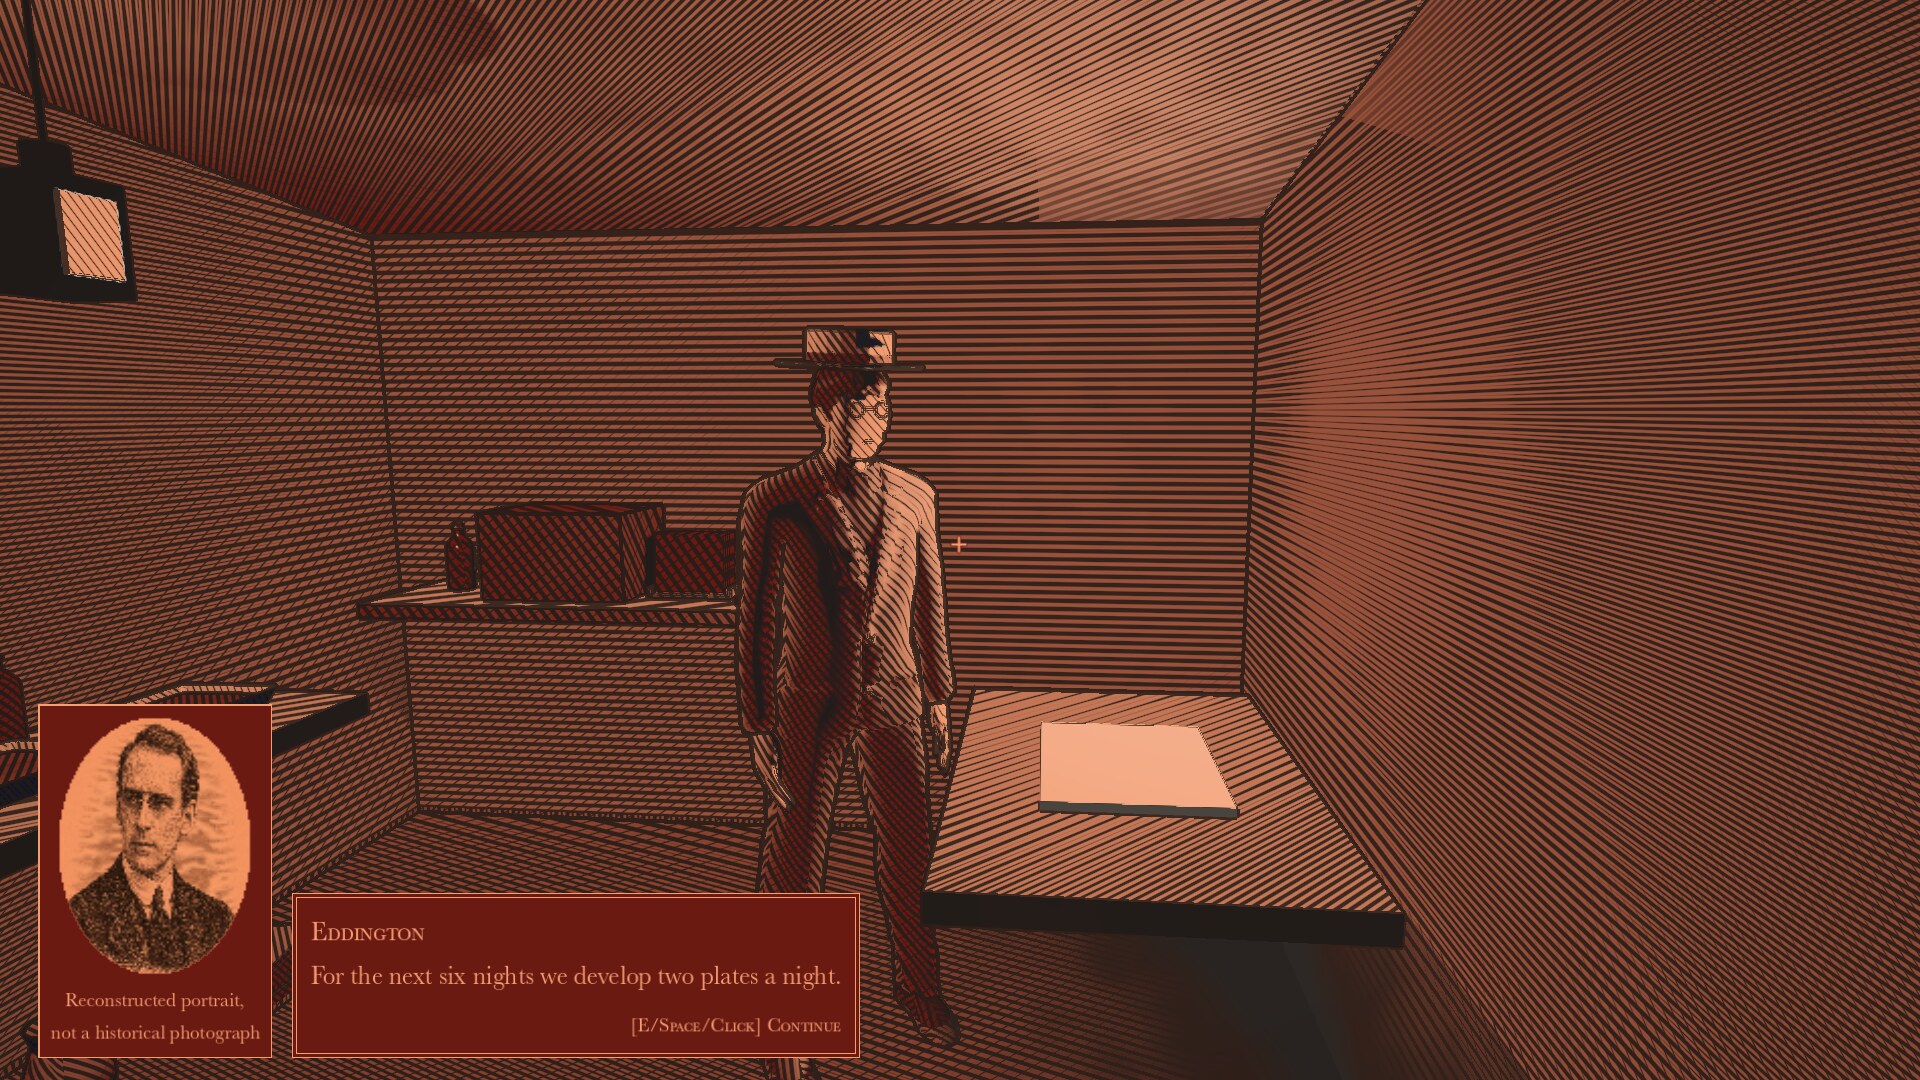 Reconstructed portrait,
not a historical photograph
Eddington
For the next six nights we develop two plates a night.
[E/Space/Click] Continue